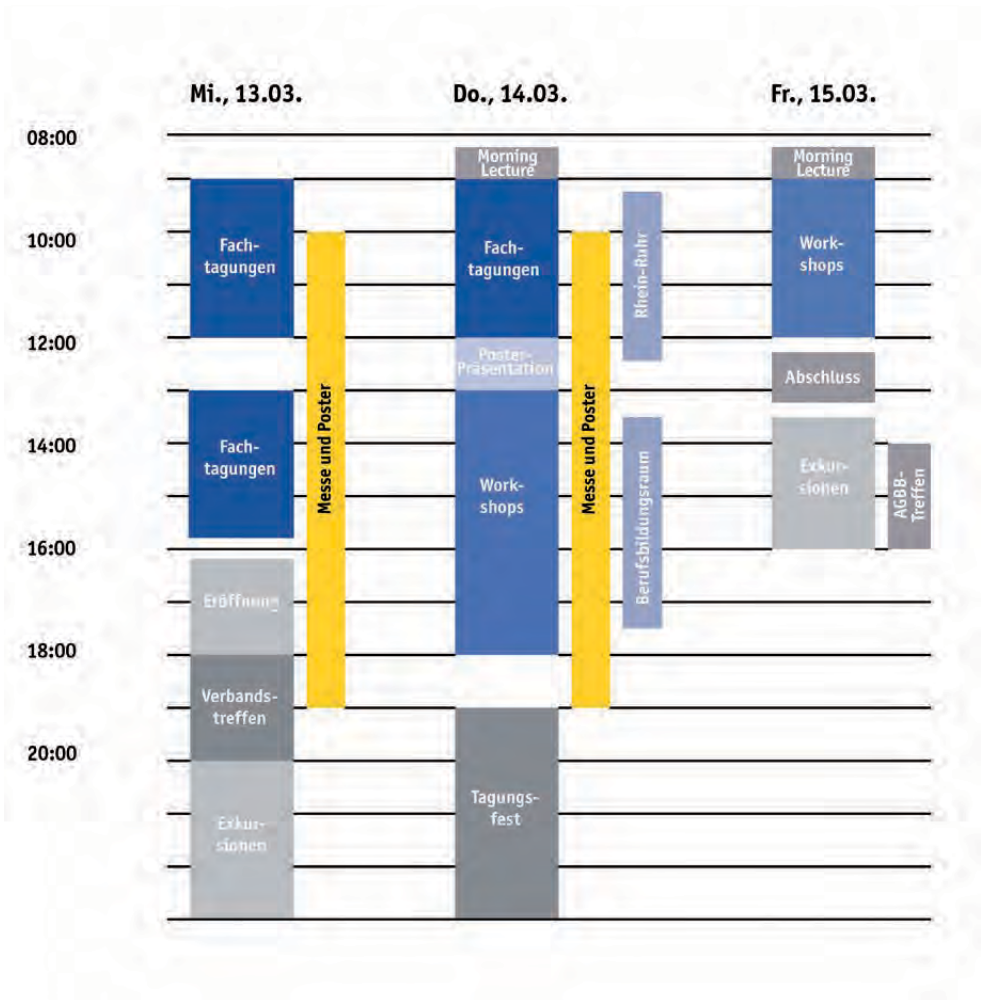 Mi., 13.03.
Do., 14.03.
Fr., 15.03.
08:00
10:00
12:00
14:00
16:00
18:00
20:00
Fach-
tagungen
Fach-
tagungen
Eröffnung
Verbands-
treffen
Exkur-
sionen
Messe und Poster
Morning
Lecture
Fach-
tagungen
Poster-
Präsentation
Work-
shops
Tagungs-
fest
Messe und Poster
Rhein-Ruhr
Berufsbildungsraum
Morning
Lecture
Work-
shops
Abschluss
Exkur-
sionen
AGBB-
Treffen